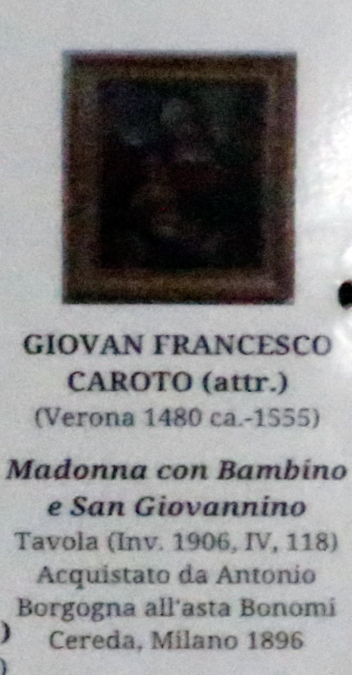 GIOVAN FRANCESCO
CAROTO (attr.)
(Verona 1480 ca.-1555)
Madonna con Bambino
e San Giovannino
Tavola (Inv. 1906, IV, 118)
Acquistato da Antonio
Borgogna all'asta Bonomi
) Cereda, Milano 1896
)